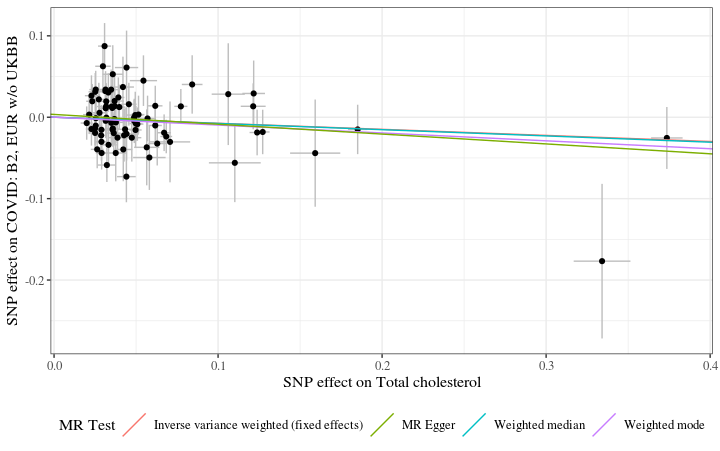 SNP effect on COVID: B2, EUR w/o UKBB
0.1
0.0
-0.1
-0.2
0.0 0.1 0.2 0.3 0.4
SNP effect on Total cholesterol
MR Test Inverse variance weighted (fixed effects) MR Egger Weighted median Weighted mode